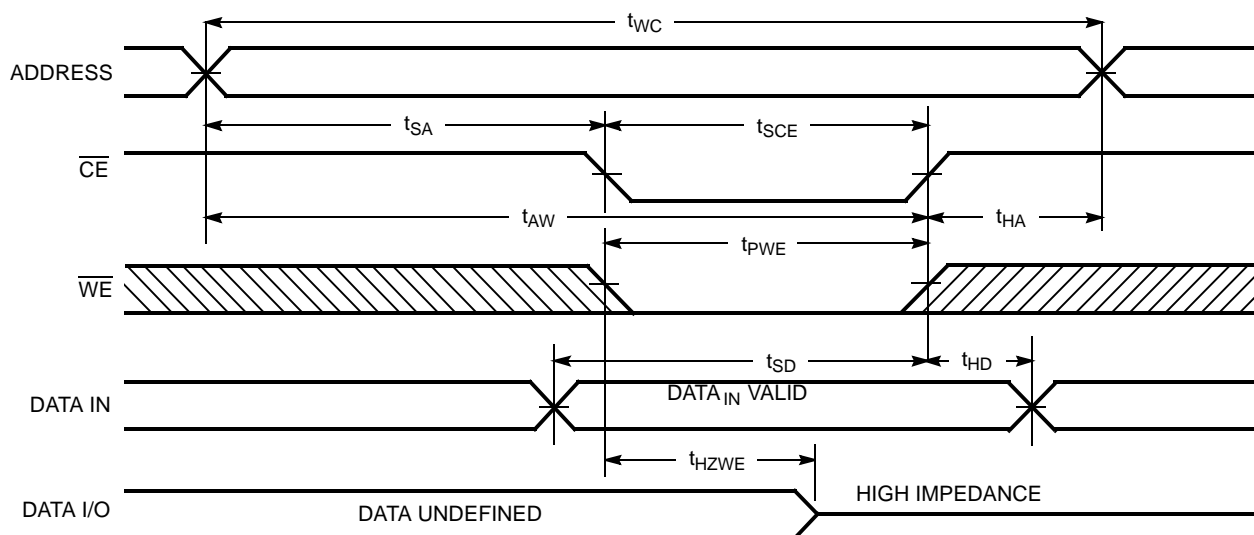 tWC
ADDRESS
tSA
tSCE
CE
tAW
tHA
tPWE
WE
tSD
tHD
DATA IN
DATAIN VALID
tHZWE
DATA I/O
DATA UNDEFINED
HIGH IMPEDANCE